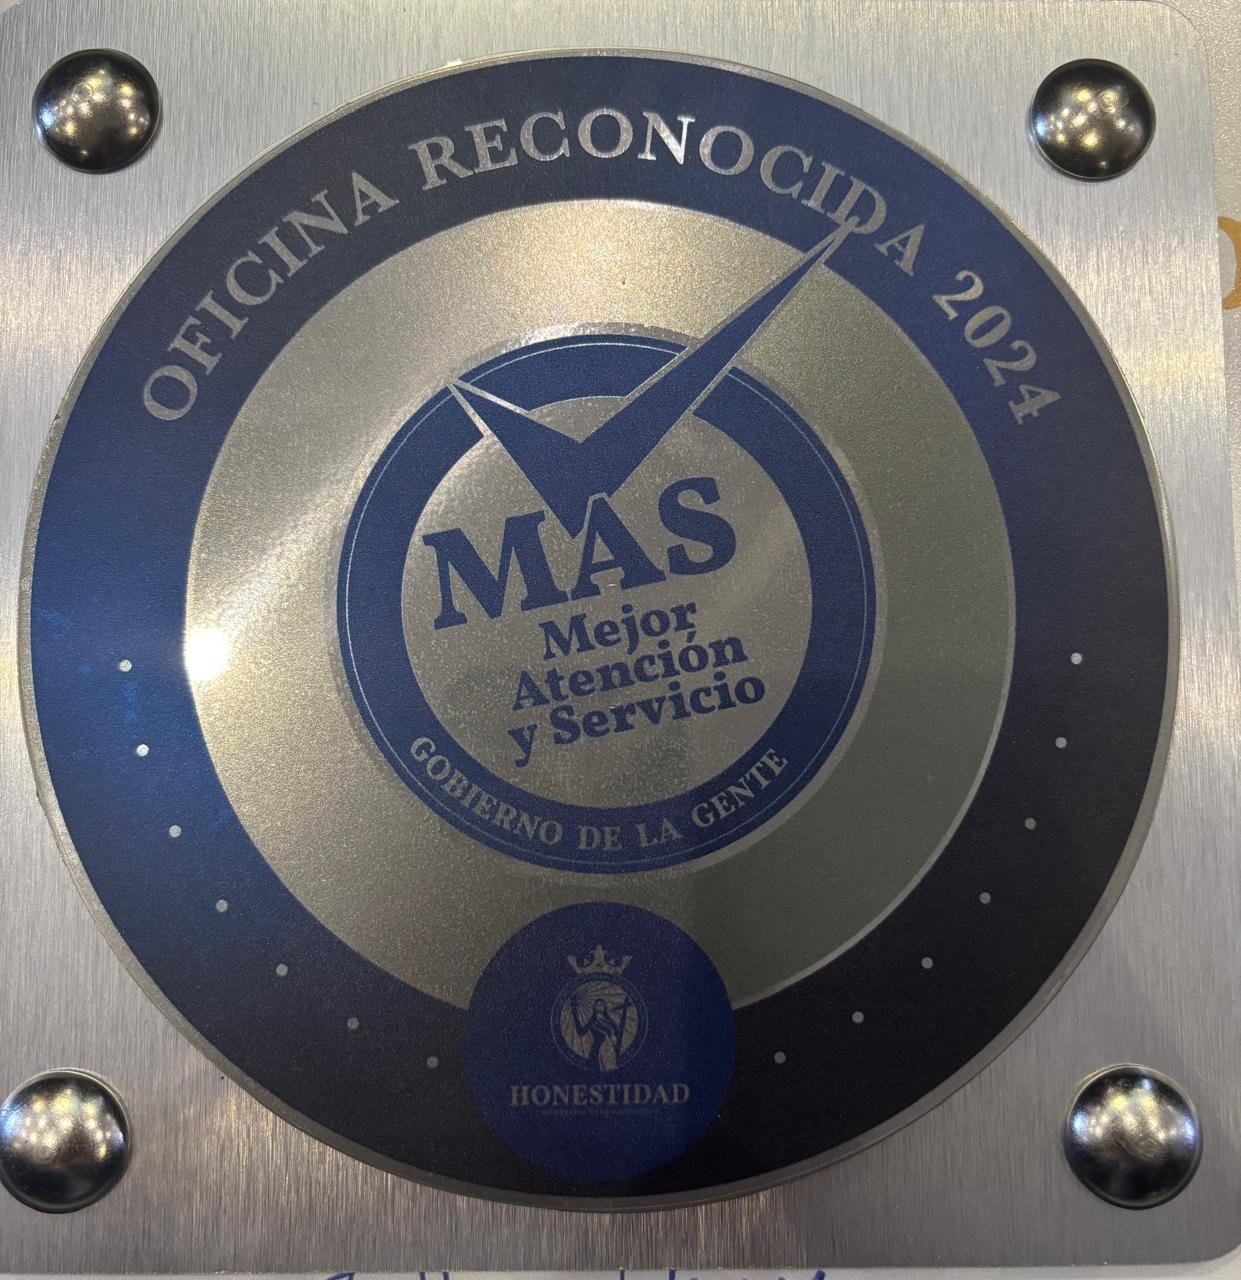 OFICINA RECONOCIDA 2024
MAS
Mejor
Atención
y Servicio
GOBIERNO DE LA GENTE
HONESTIDAD